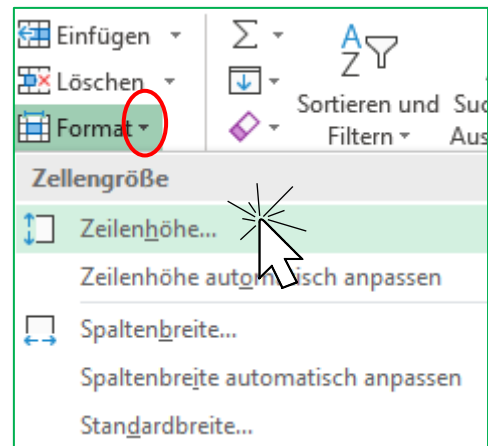 Einfügen
Löschen
Format
Sortieren und
Filtern
Zellengröße
Zeilenhöhe...
Zeilenhöhe automatisch anpassen
Spaltenbreite...
Spaltenbreite automatisch anpassen
Standardbreite...